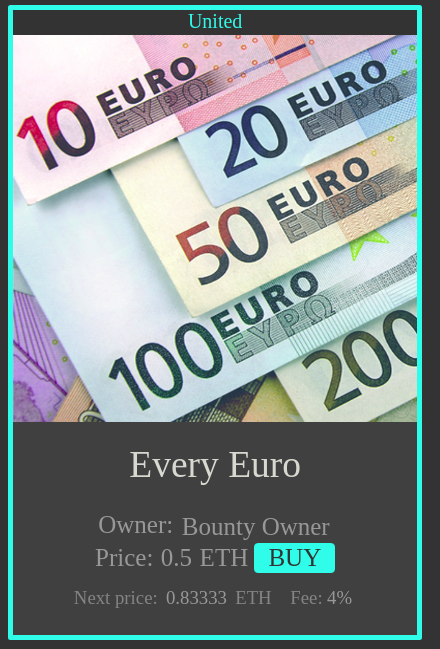 United
10 EURO
ΕΥΡΩ
20 EURO
ΕΥΡΩ
50 EURO
ΕΥΡΩ
100 EURO
ΕΥΡΩ
200
Every Euro
Owner: Bounty Owner
Price: 0.5 ETH BUY
Next price: 0.83333 ETH Fee: 4%